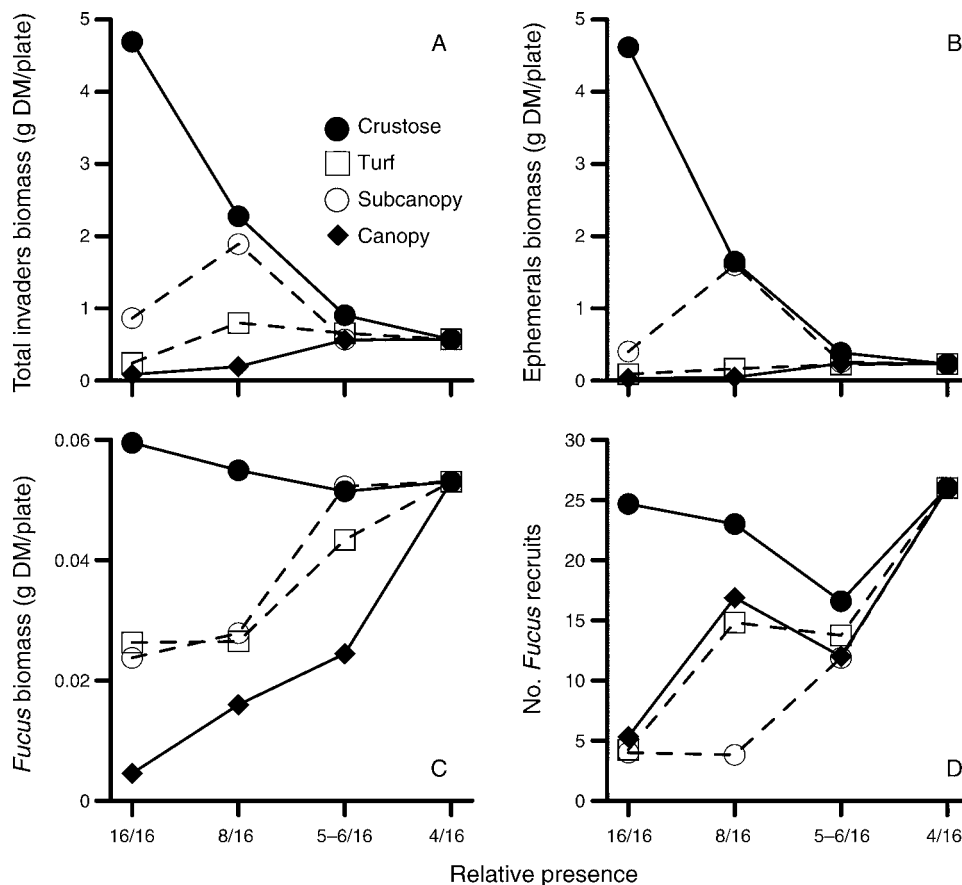 5
4
3
2
1
0
Total invaders biomass (g DM/plate)
A
Crustose
Turf
Subcanopy
Canopy
5
4
3
2
1
0
Ephemerals biomass (g DM/plate)
B
0.06
0.04
0.02
0
Fucus biomass (g DM/plate)
C
16/16
8/16
5–6/16
4/16
30
25
20
15
10
5
0
No. Fucus recruits
D
16/16
8/16
5–6/16
4/16
Relative presence